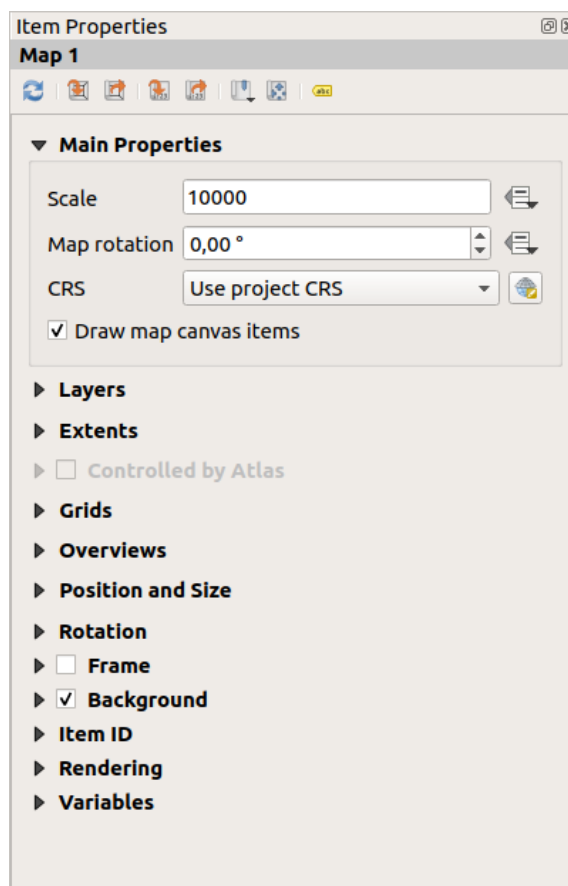 Item Properties
Map 1
abc
Main Properties
Scale 10000
Map rotation 0,00 °
CRS Use project CRS
Draw map canvas items
Layers
Extents
Controlled by Atlas
Grids
Overviews
Position and Size
Rotation
Frame
Background
Item ID
Rendering
Variables